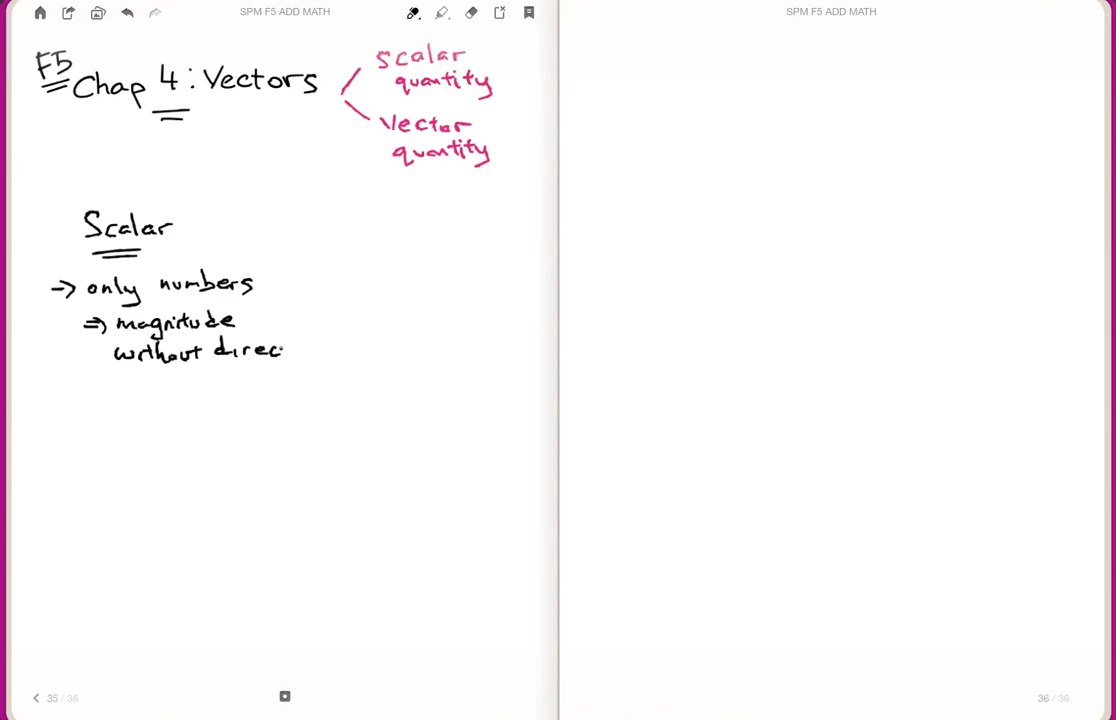 SPM F5 ADD MATH
SPM F5 ADD MATH
F5
Chap 4: Vectors
Scalar
quantity
Vector
quantity
Scalar
→ only numbers
⇒ magnitude
without direc
35 / 36
36 / 36